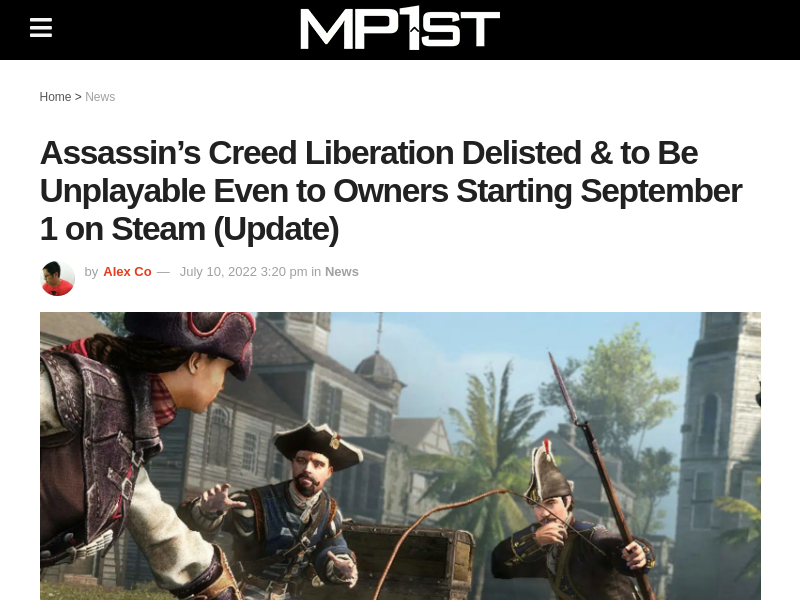 MP1ST
Home > News
Assassin’s Creed Liberation Delisted & to Be
Unplayable Even to Owners Starting September
1 on Steam (Update)
by Alex Co — July 10, 2022 3:20 pm in News